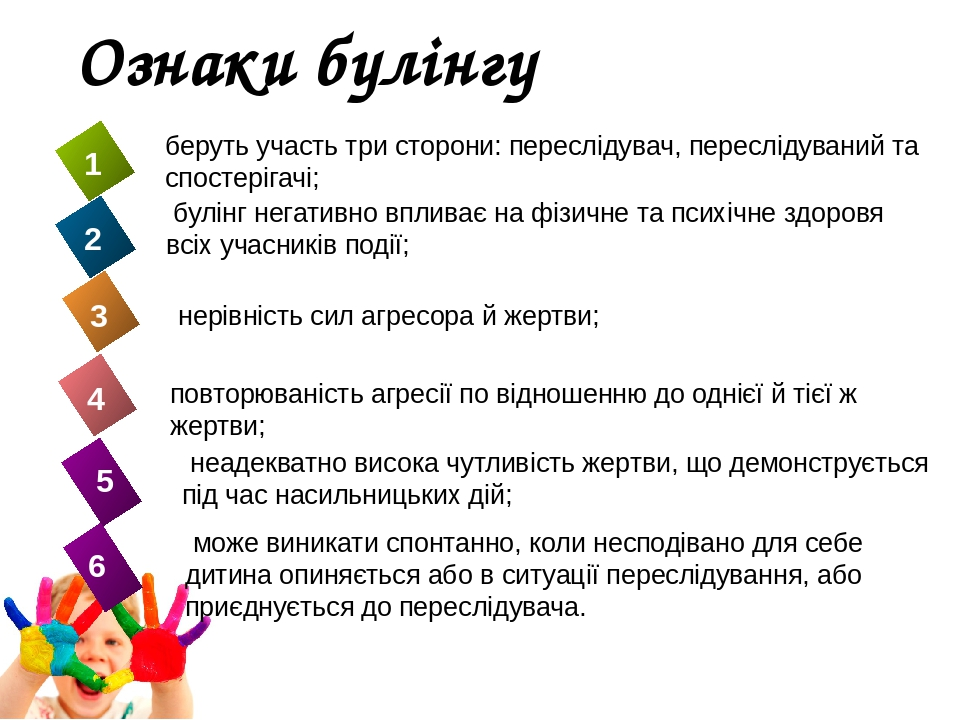 Ознаки булінгу
1
беруть участь три сторони: переслідувач, переслідуваний та
спостерігачі;
2
булінг негативно впливає на фізичне та психічне здоровя
всіх учасників події;
3
нерівність сил агресора й жертви;
4
повторюваність агресії по відношенню до однієї й тієї ж
жертви;
5
неадекватно висока чутливість жертви, що демонструється
під час насильницьких дій;
6
може виникати спонтанно, коли несподівано для себе
дитина опиняється або в ситуації переслідування, або
приєднується до переслідувача.